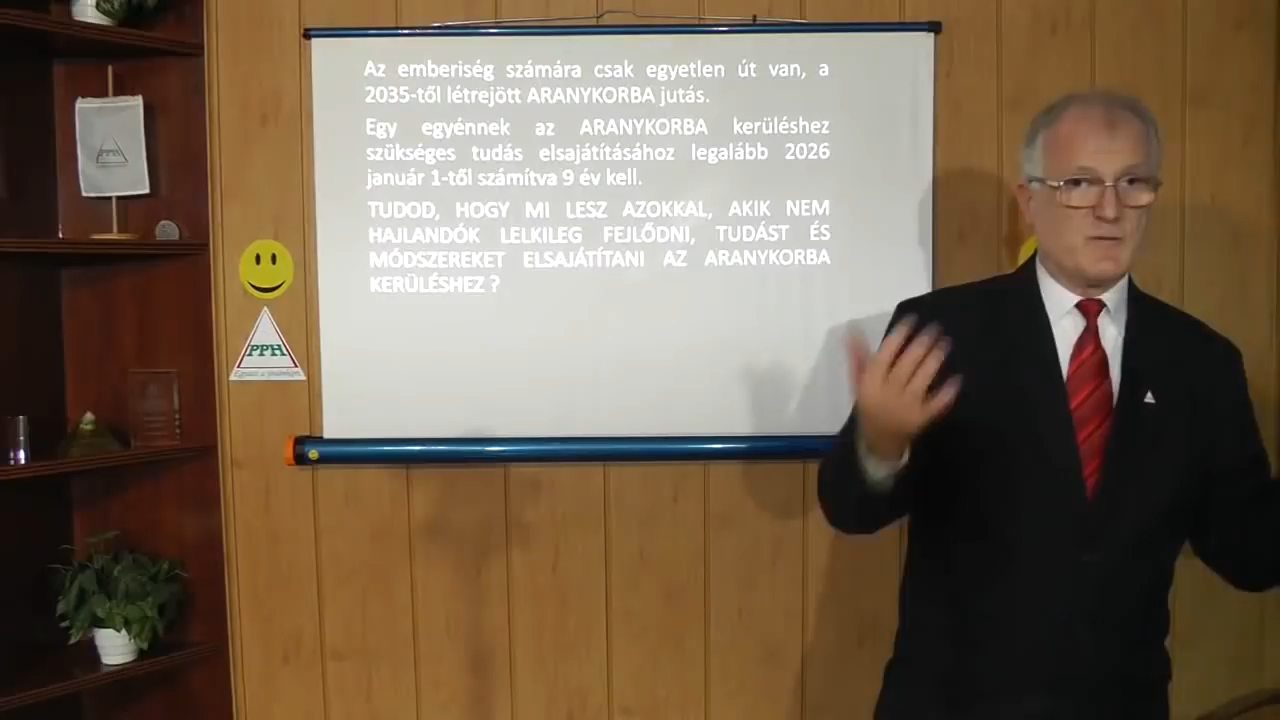 Az emberiség számára csak egyetlen út van, a
2035-től létrejött ARANYKORBA jutás.
Egy egyénnek az ARANYKORBA kerüléshez
szükséges tudás elsajátításához legalább 2026
január 1-től számítva 9 év kell.
TUDOD, HOGY MI LESZ AZOKKAL, AKIK NEM
HAJLANDÓK LELKILEG FEJLŐDNI, TUDÁST ÉS
MÓDSZEREKET ELSAJÁTÍTANI AZ ARANYKORBA
KERÜLÉSHEZ ?
PPH